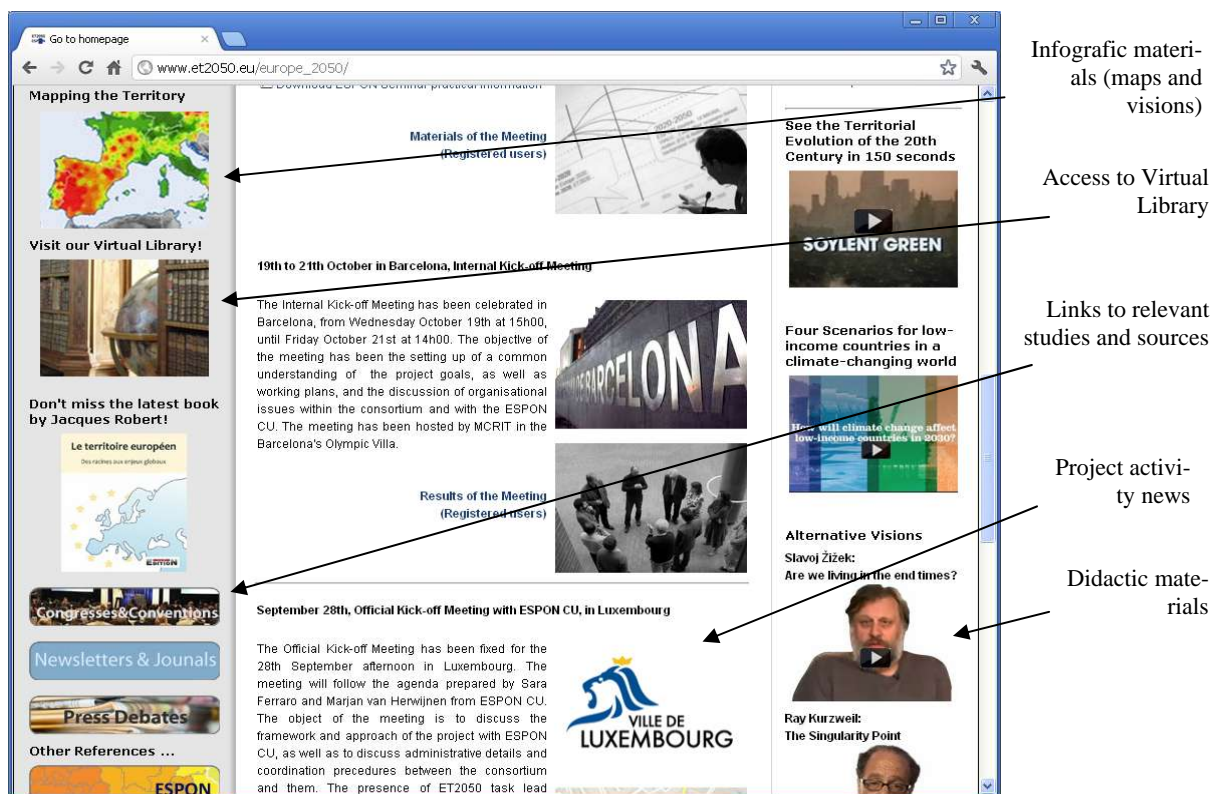 Go to homepage
www.et2050.eu/europe_2050/
Mapping the Territory
Visit our Virtual Library!
Don't miss the latest book
by Jacques Robert!
Le territoire européen
Des racines aux enjeux globaux
Congresses&Conventions
Newsletters & Jounals
Press Debates
Other References ...
ESPON
Download ESPON Seminar practical information
Materials of the Meeting
(Registered users)
19th to 21th October in Barcelona, Internal Kick-off Meeting
The Internal Kick-off Meeting has been celebrated in
Barcelona, from Wednesday October 19th at 15h00,
until Friday October 21st at 14h00. The objective of
the meeting has been the setting up of a common
understanding of the project goals, as well as
working plans, and the discussion of organisational
issues within the consortium and with the ESPON
CU. The meeting has been hosted by MCRIT in the
Barcelona's Olympic Villa.
BARCELONA
Results of the Meeting
(Registered users)
September 28th, Official Kick-off Meeting with ESPON CU, in Luxembourg
The Official Kick-off Meeting has been fixed for the
28th September afternoon in Luxembourg. The
meeting will follow the agenda prepared by Sara
Ferraro and Marjan van Herwijnen from ESPON CU.
The object of the meeting is to discuss the
framework and approach of the project with ESPON
CU, as well as to discuss administrative details and
coordination precedures between the consortium
and them. The presence of ET2050 task lead
VILLE DE
LUXEMBOURG
See the Territorial
Evolution of the 20th
Century in 150 seconds
SOYLENT GREEN
Four Scenarios for low-
income countries in a
climate-changing world
How will climate change affect
low-income countries in 2030?
Alternative Visions
Slavoj Žižek:
Are we living in the end times?
Ray Kurzweil:
The Singularity Point
Infografic materi-
als (maps and
visions)
Access to Virtual
Library
Links to relevant
studies and sources
Project activi-
ty news
Didactic mate-
rials